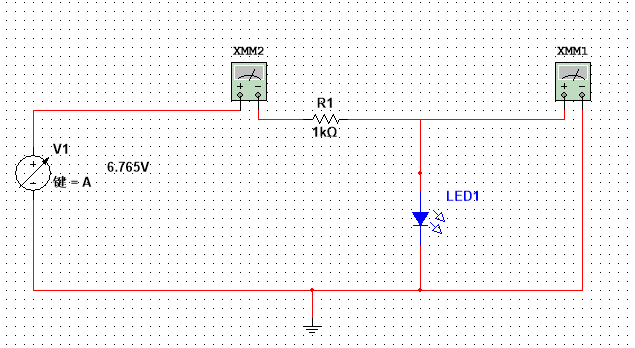 XMM2
XMM1
R1
1kΩ
V1
6.765V
键 = A
LED1